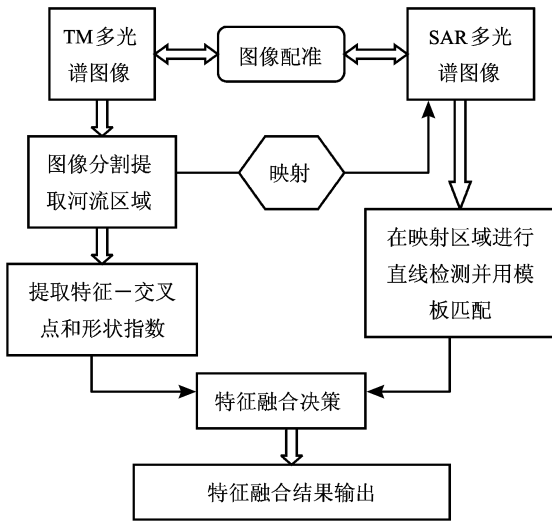 TM多光
谱图像
图像配准
SAR多光
谱图像
图像分割提
取河流区域
映射
在映射区域进行
直线检测并用模
板匹配
提取特征－交叉
点和形状指数
特征融合决策
特征融合结果输出